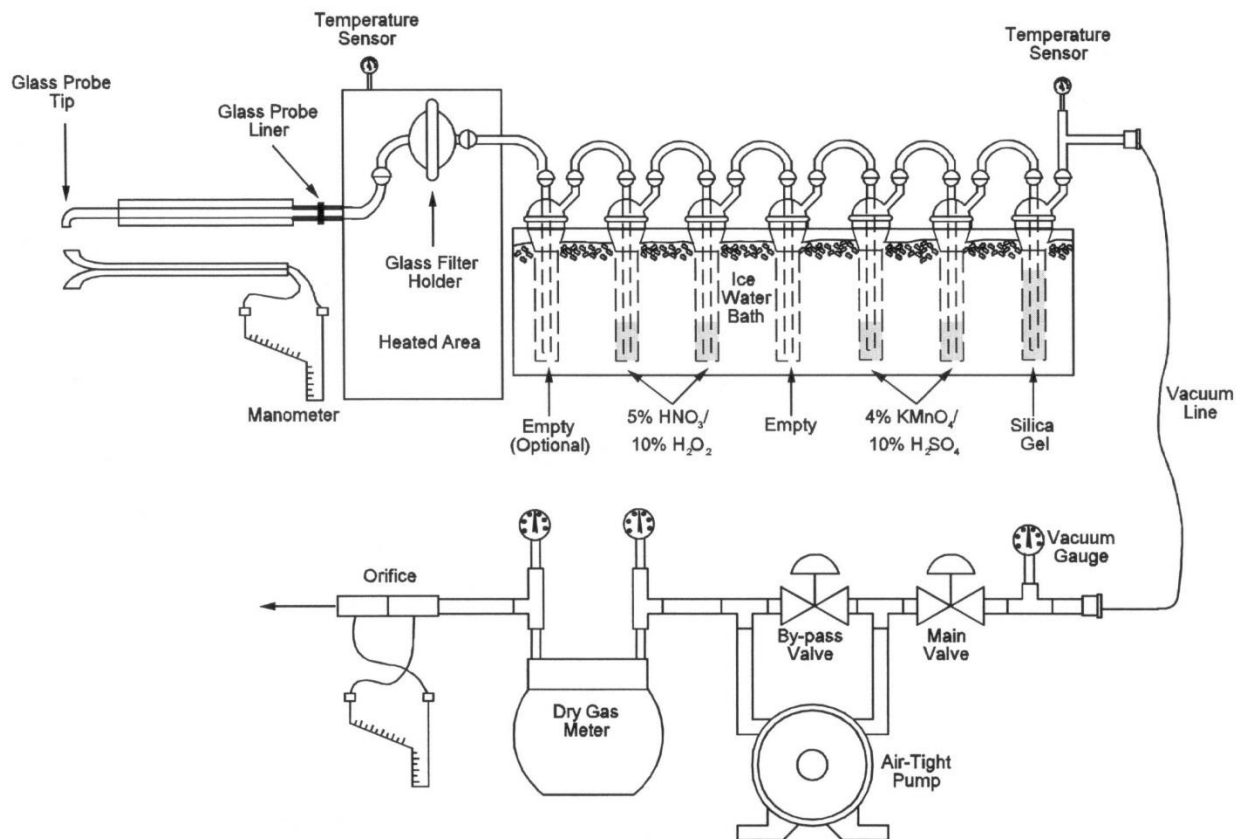 Temperature
Sensor
Temperature
Sensor
Glass Probe
Tip
Glass Probe
Liner
Glass Filter
Holder
Heated Area
Ice
Water
Bath
Manometer
Empty
(Optional)
5% HNO₃/
10% H₂O₂
Empty
4% KMnO₄/
10% H₂SO₄
Silica
Gel
Vacuum
Line
Vacuum
Gauge
Orifice
By-pass
Valve
Main
Valve
Dry Gas
Meter
Air-Tight
Pump